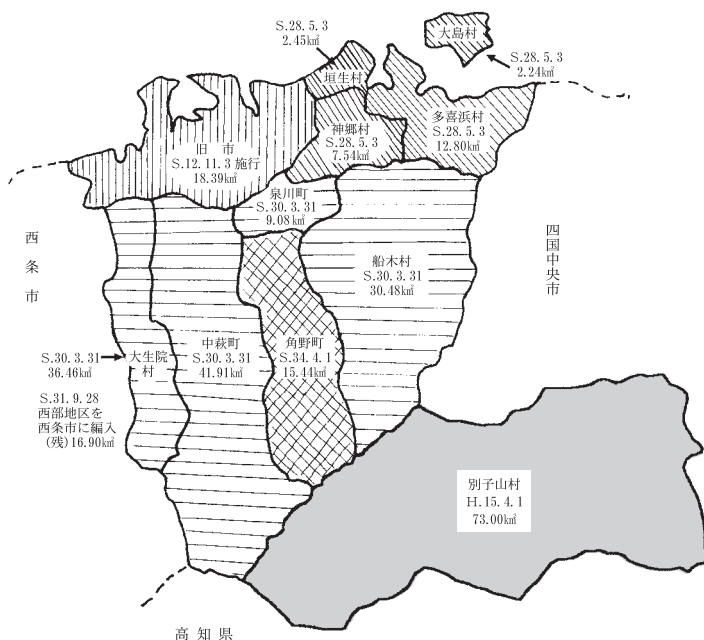 S.28.5.3
2.45㎢
垣生村
大島村
S.28.5.3
2.24㎢
旧 市
S.12.11.3 施行
18.39㎢
神郷村
S.28.5.3
7.54㎢
多喜浜村
S.28.5.3
12.80㎢
泉川町
S.30.3.31
9.08㎢
西条市
四国中央市
船木村
S.30.3.31
30.48㎢
S.30.3.31
36.46㎢
大生院
村
中萩町
S.30.3.31
41.91㎢
角野町
S.34.4.1
15.44㎢
S.31.9.28
西部地区を
西条市に編入
(残)16.90㎢
別子山村
H.15.4.1
73.00㎢
高知県